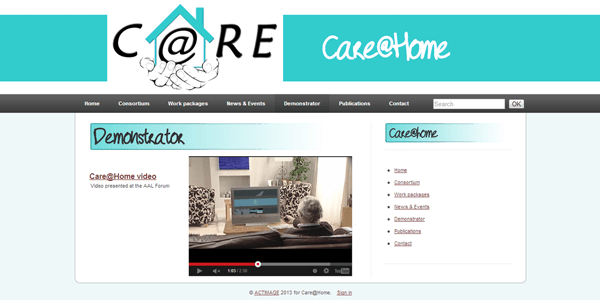 C@RE
Care@Home
Home Consortium Work packages News & Events Demonstrator Publications Contact Search OK
Demonstrator
Care@home
Care@Home video
Video presented at the AAL Forum
Home
Consortium
Work packages
News & Events
Demonstrator
Publications
Contact
1:03 / 2:30
YouTube
© ACTIMAGE 2013 for Care@Home. Sign in